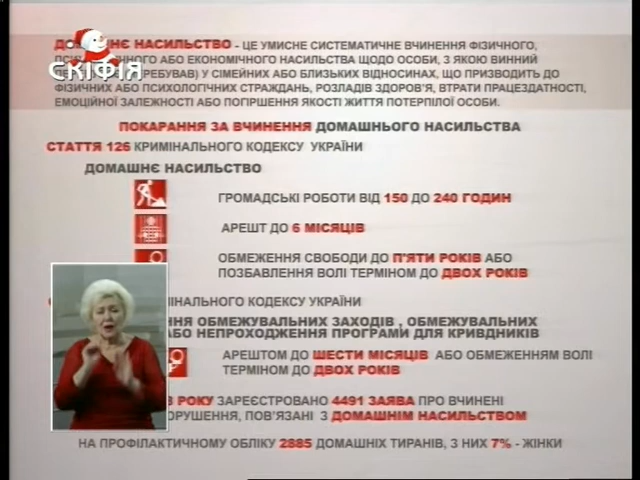 ДОМАШНЄ НАСИЛЬСТВО - ЦЕ УМИСНЕ СИСТЕМАТИЧНЕ ВЧИНЕННЯ ФІЗИЧНОГО,
АБО ЕКОНОМІЧНОГО НАСИЛЬСТВА ЩОДО ОСОБИ, З ЯКОЮ ВИННИЙ
СКІФІЯ
РЕБУВАВ) У СІМЕЙНИХ АБО БЛИЗЬКИХ ВІДНОСИНАХ, ЩО ПРИЗВОДИТЬ ДО
ФІЗИЧНИХ АБО ПСИХОЛОГІЧНИХ СТРАЖДАНЬ, РОЗЛАДІВ ЗДОРОВ'Я, ВТРАТИ ПРАЦЕЗДАТНОСТІ,
ЕМОЦІЙНОЇ ЗАЛЕЖНОСТІ АБО ПОГІРШЕННЯ ЯКОСТІ ЖИТТЯ ПОТЕРПІЛОЇ ОСОБИ.
ПОКАРАННЯ ЗА ВЧИНЕННЯ ДОМАШНЬОГО НАСИЛЬСТВА
СТАТТЯ 126 КРИМІНАЛЬНОГО КОДЕКСУ УКРАЇНИ
ДОМАШНЄ НАСИЛЬСТВО
ГРОМАДСЬКІ РОБОТИ ВІД 150 ДО 240 ГОДИН
АРЕШТ ДО 6 МІСЯЦІВ
ОБМЕЖЕННЯ СВОБОДИ ДО П'ЯТИ РОКІВ АБО
ПОЗБАВЛЕННЯ ВОЛІ ТЕРМІНОМ ДО ДВОХ РОКІВ
МІНАЛЬНОГО КОДЕКСУ УКРАЇНИ
ННЯ ОБМЕЖУВАЛЬНИХ ЗАХОДІВ , ОБМЕЖУВАЛЬНИХ
АБО НЕПРОХОДЖЕННЯ ПРОГРАМИ ДЛЯ КРИВДНИКІВ
АРЕШТОМ ДО ШЕСТИ МІСЯЦІВ АБО ОБМЕЖЕННЯМ ВОЛІ
ТЕРМІНОМ ДО ДВОХ РОКІВ
РОКУ ЗАРЕЄСТРОВАНО 4491 ЗАЯВА ПРО ВЧИНЕНІ
ОРУШЕННЯ, ПОВ'ЯЗАНІ З ДОМАШНІМ НАСИЛЬСТВОМ
НА ПРОФІЛАКТИЧНОМУ ОБЛІКУ 2885 ДОМАШНІХ ТИРАНІВ, З НИХ 7% - ЖІНКИ